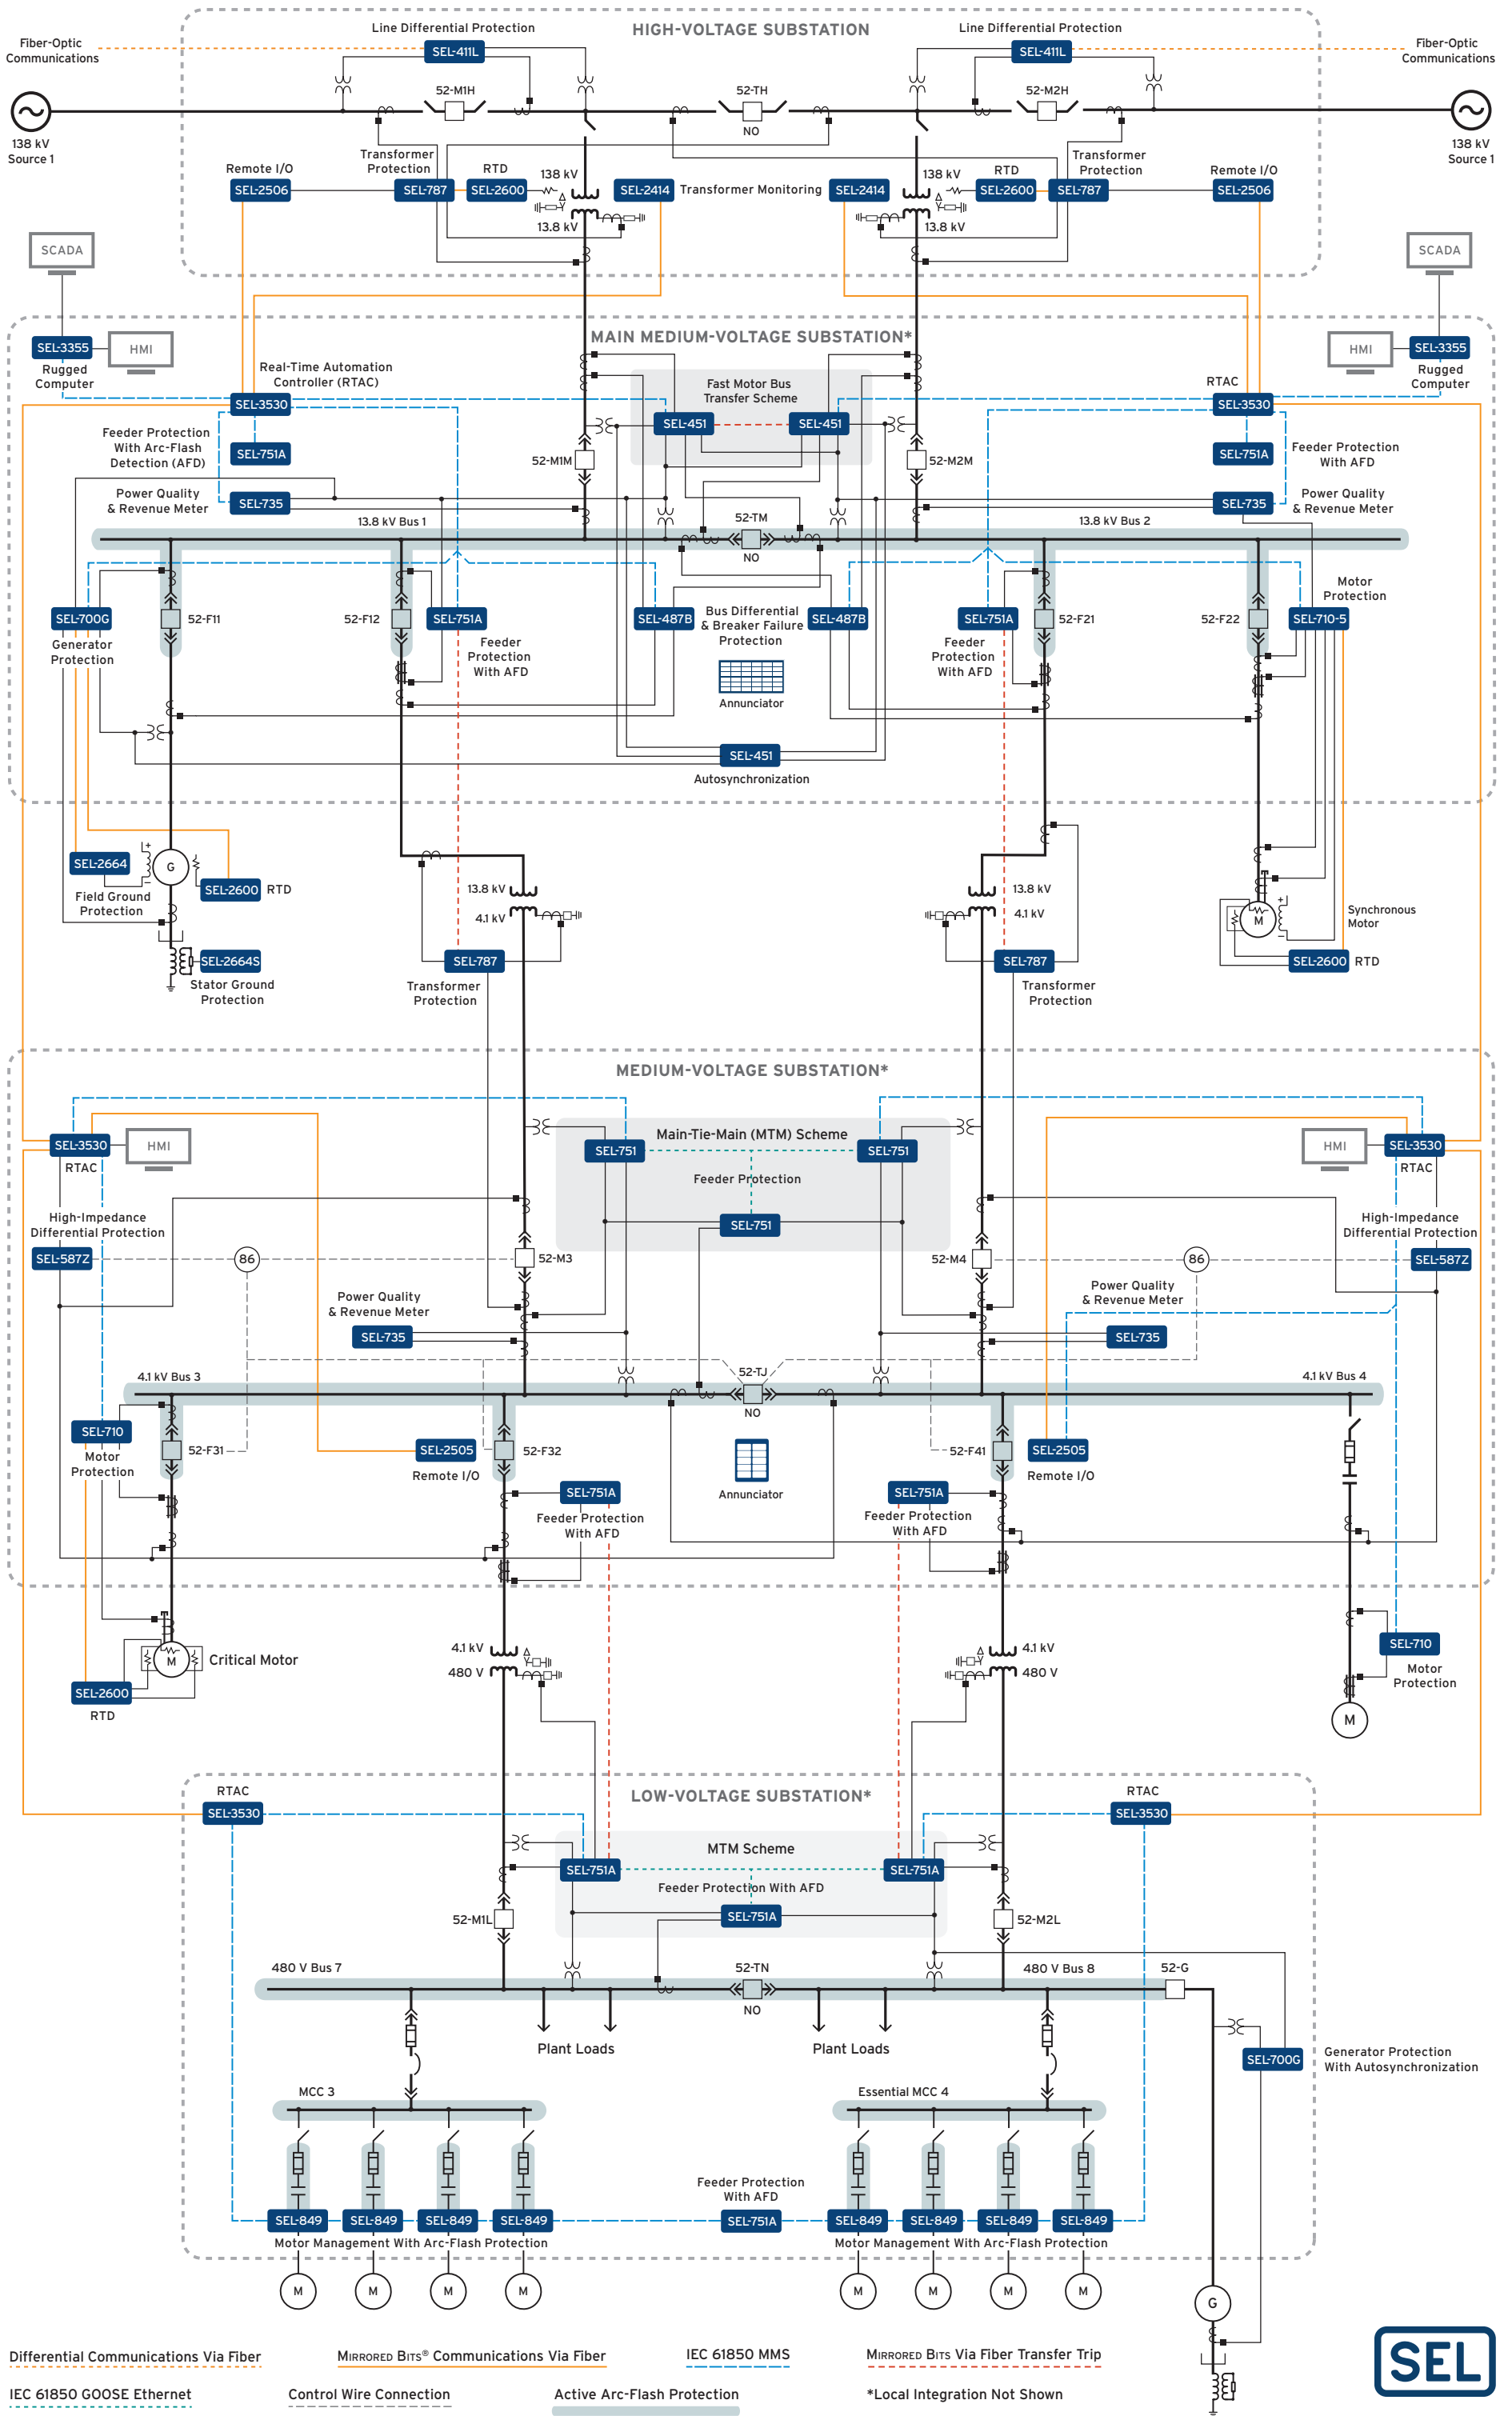 HIGH-VOLTAGE SUBSTATION
Line Differential Protection
Line Differential Protection
Fiber-Optic
Communications
SEL-411L
SEL-411L
Fiber-Optic
Communications
52-M1H
52-TH
52-M2H
NO
138 kV
Source 1
138 kV
Source 1
Transformer
Protection
RTD
138 kV
138 kV
RTD
Transformer
Protection
Remote I/O
Remote I/O
SEL-2506
SEL-787
SEL-2600
SEL-2414
Transformer Monitoring
SEL-2414
SEL-2600
SEL-787
SEL-2506
13.8 kV
13.8 kV
SCADA
SCADA
MAIN MEDIUM-VOLTAGE SUBSTATION*
SEL-3355
HMI
HMI
SEL-3355
Rugged
Computer
Rugged
Computer
Real-Time Automation
Controller (RTAC)
Fast Motor Bus
Transfer Scheme
RTAC
SEL-3530
SEL-3530
SEL-451
SEL-451
Feeder Protection
With Arc-Flash
Detection (AFD)
SEL-751A
SEL-751A
Feeder Protection
With AFD
52-M1M
52-M2M
Power Quality
& Revenue Meter
SEL-735
SEL-735
Power Quality
& Revenue Meter
13.8 kV Bus 1
52-TM
13.8 kV Bus 2
NO
SEL-700G
52-F11
52-F12
SEL-751A
SEL-487B
Bus Differential
& Breaker Failure
Protection
SEL-487B
SEL-751A
52-F21
52-F22
SEL-710-5
Motor
Protection
Generator
Protection
Feeder
Protection
With AFD
Feeder
Protection
With AFD
Annunciator
SEL-451
Autosynchronization
SEL-2664
G
SEL-2600
RTD
Field Ground
Protection
13.8 kV
4.1 kV
13.8 kV
4.1 kV
M
Synchronous
Motor
SEL-2664S
Stator Ground
Protection
SEL-787
Transformer
Protection
SEL-787
Transformer
Protection
SEL-2600
RTD
MEDIUM-VOLTAGE SUBSTATION*
SEL-3530
HMI
RTAC
SEL-751
Main-Tie-Main (MTM) Scheme
SEL-751
HMI
SEL-3530
RTAC
Feeder Protection
SEL-751
High-Impedance
Differential Protection
High-Impedance
Differential Protection
SEL-587Z
86
52-M3
52-M4
86
SEL-587Z
Power Quality
& Revenue Meter
SEL-735
Power Quality
& Revenue Meter
SEL-735
4.1 kV Bus 3
52-TJ
4.1 kV Bus 4
NO
SEL-710
Motor
Protection
52-F31
SEL-2505
Remote I/O
52-F32
52-F41
SEL-2505
Remote I/O
Annunciator
SEL-751A
Feeder Protection
With AFD
SEL-751A
Feeder Protection
With AFD
M
Critical Motor
SEL-2600
RTD
4.1 kV
480 V
4.1 kV
480 V
SEL-710
Motor
Protection
M
LOW-VOLTAGE SUBSTATION*
RTAC
SEL-3530
RTAC
SEL-3530
MTM Scheme
SEL-751A
SEL-751A
Feeder Protection With AFD
SEL-751A
52-M1L
52-M2L
480 V Bus 7
52-TN
480 V Bus 8
52-G
NO
Plant Loads
Plant Loads
SEL-700G
Generator Protection
With Autosynchronization
MCC 3
Essential MCC 4
Feeder Protection
With AFD
SEL-849
SEL-849
SEL-849
SEL-849
SEL-751A
SEL-849
SEL-849
SEL-849
SEL-849
Motor Management With Arc-Flash Protection
Motor Management With Arc-Flash Protection
M
M
M
M
M
M
M
M
G
Differential Communications Via Fiber
MIRRORED BITS® Communications Via Fiber
IEC 61850 MMS
MIRRORED BITS Via Fiber Transfer Trip
IEC 61850 GOOSE Ethernet
Control Wire Connection
Active Arc-Flash Protection
*Local Integration Not Shown
SEL